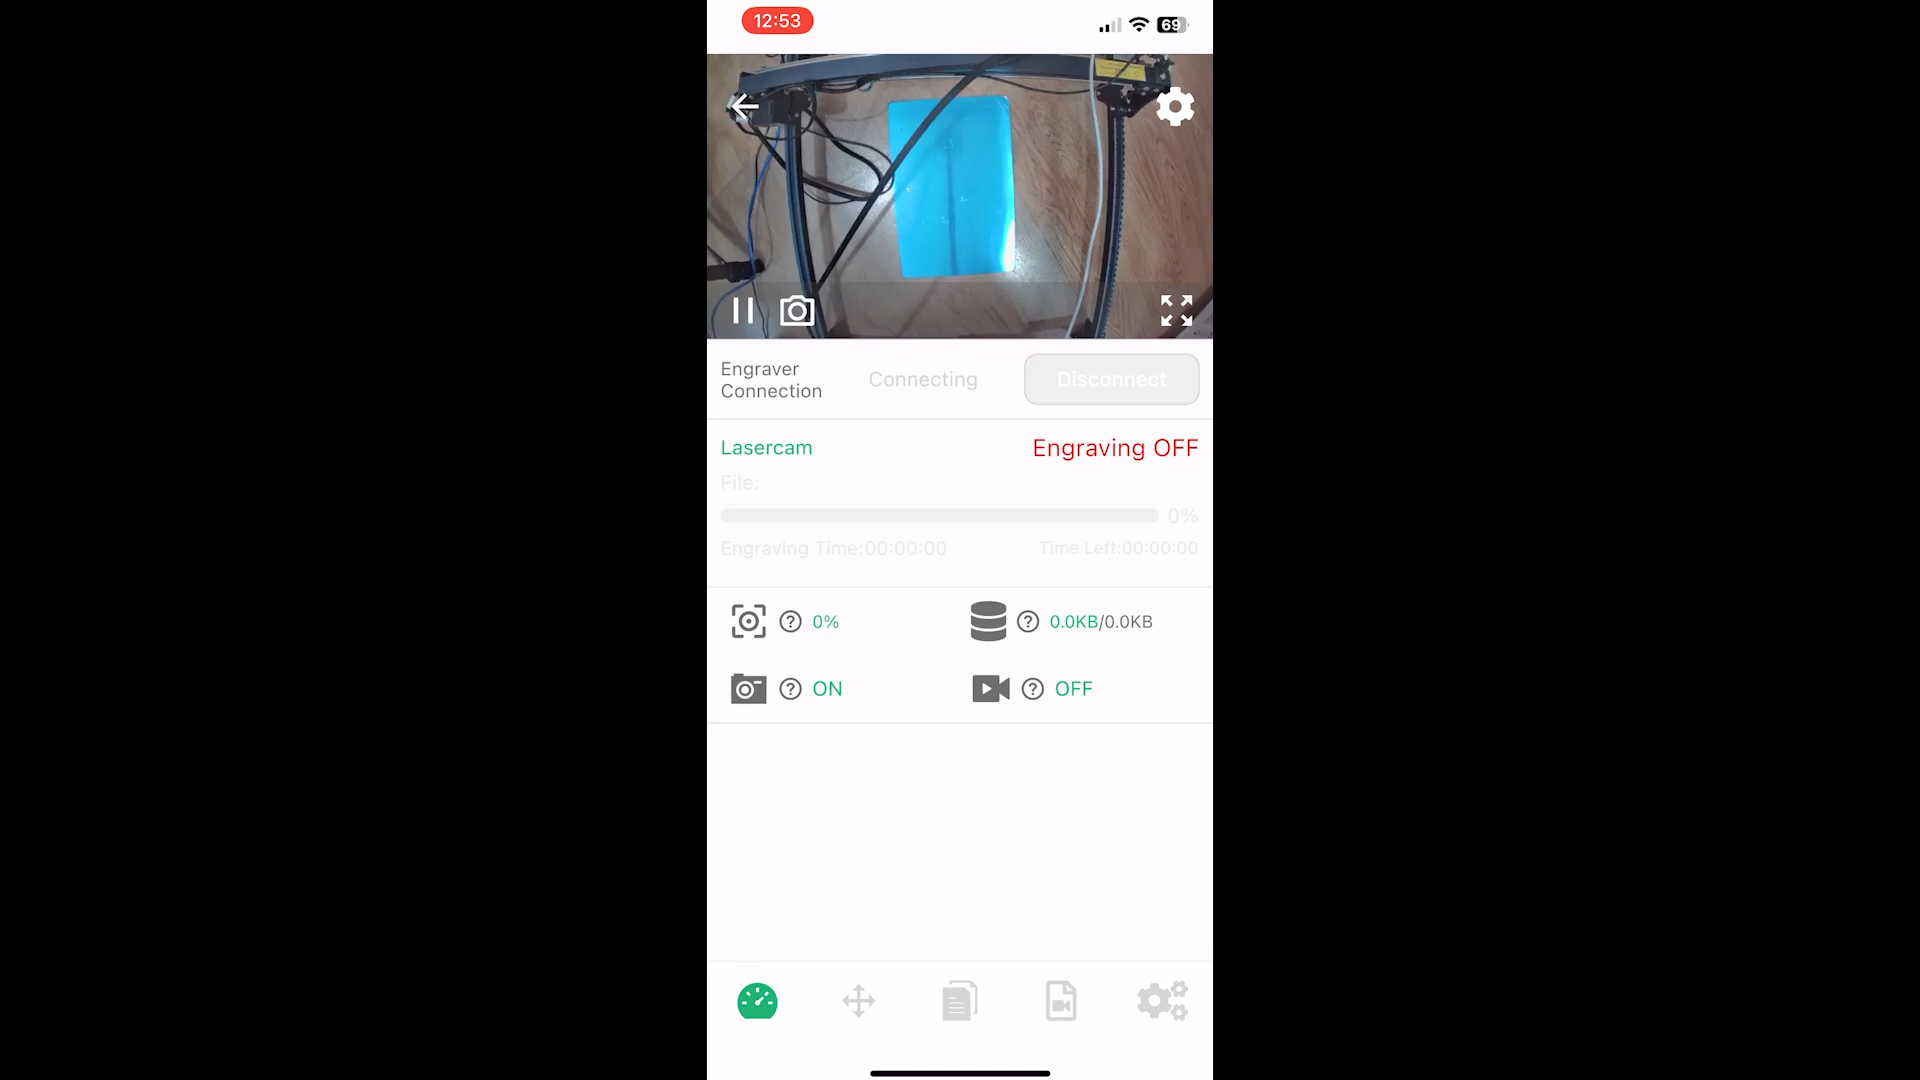 12:53
69
Engraver
Connection
Connecting
Disconnect
Lasercam
Engraving OFF
File:
0%
Engraving Time:00:00:00
Time Left:00:00:00
0%
0.0KB/0.0KB
ON
OFF